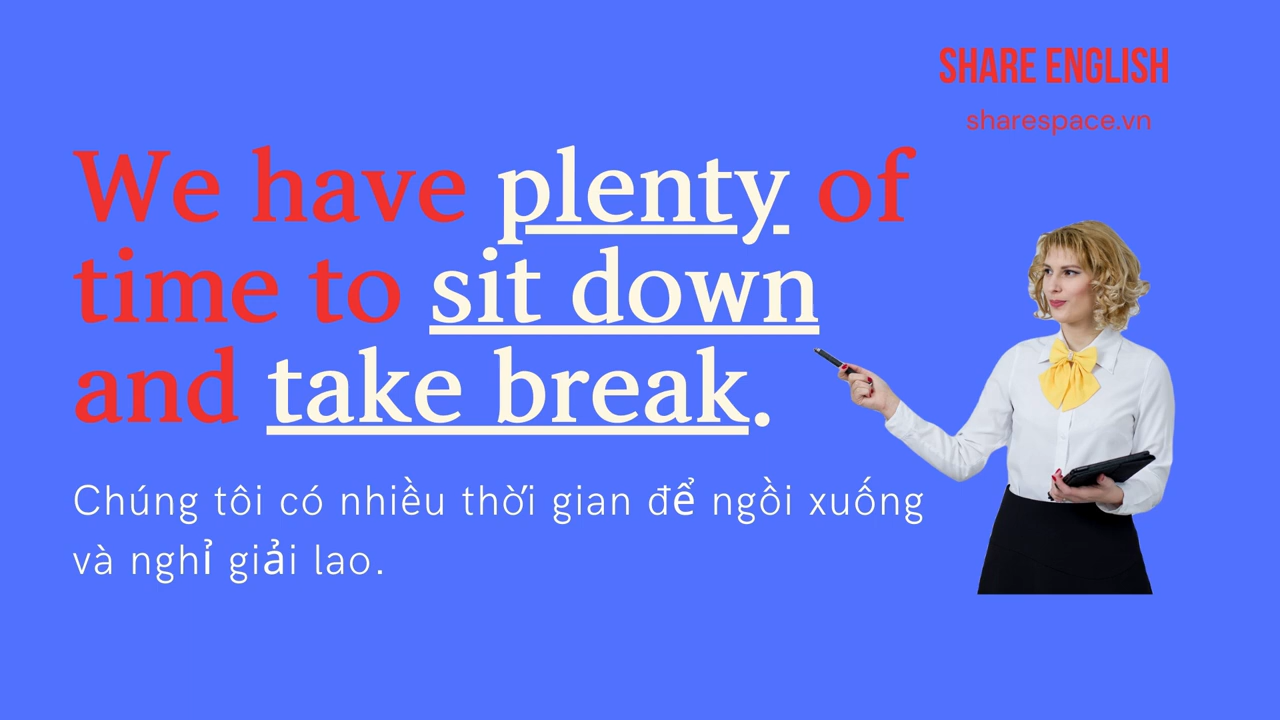 SHARE ENGLISH
sharespace.vn
We have plenty of
time to sit down
and take break.
Chúng tôi có nhiều thời gian để ngồi xuống
và nghỉ giải lao.